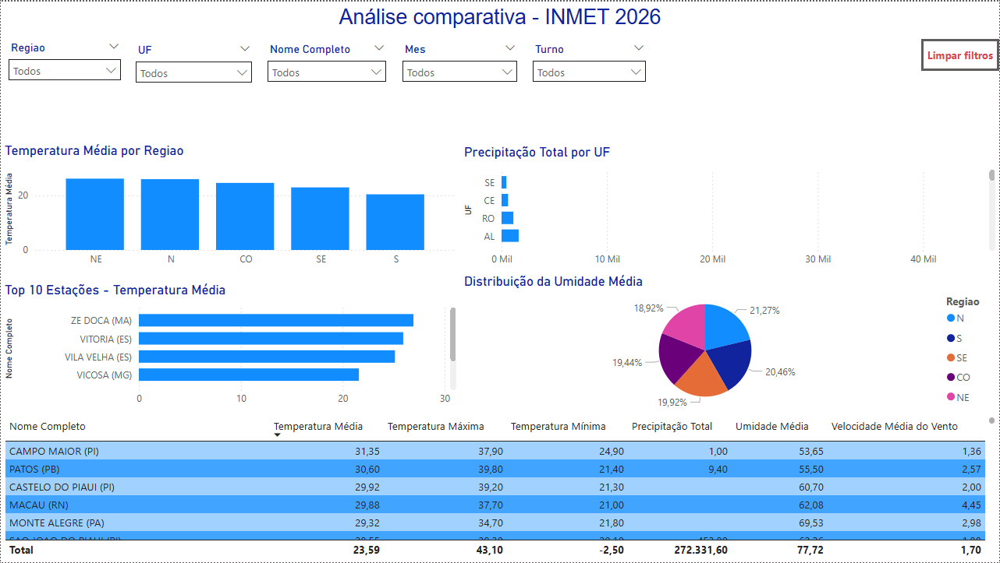 Análise comparativa - INMET 2026
Regiao UF Nome Completo Mes Turno
Todos Todos Todos Todos Todos
Limpar filtros
Temperatura Média por Regiao
Temperatura Média
20
0
NE N CO SE S
Precipitação Total por UF
UF
SE
CE
RO
AL
0 Mil 10 Mil 20 Mil 30 Mil 40 Mil
Top 10 Estações - Temperatura Média
Nome Completo
ZE DOCA (MA)
VITORIA (ES)
VILA VELHA (ES)
VICOSA (MG)
0 10 20 30
Distribuição da Umidade Média
18,92% 21,27%
19,44% 20,46%
19,92%
Regiao
N
S
SE
CO
NE
Nome Completo Temperatura Média Temperatura Máxima Temperatura Mínima Precipitação Total Umidade Média Velocidade Média do Vento
CAMPO MAIOR (PI) 31,35 37,90 24,90 1,00 53,65 1,36
PATOS (PB) 30,60 39,80 21,40 9,40 55,50 2,57
CASTELO DO PIAUI (PI) 29,92 39,20 21,30 60,70 2,00
MACAU (RN) 29,88 37,70 21,00 62,08 4,45
MONTE ALEGRE (PA) 29,32 34,70 21,80 69,53 2,98
SAO JOAO DO PIAUI (PI)
Total 23,59 43,10 -2,50 272.331,60 77,72 1,70